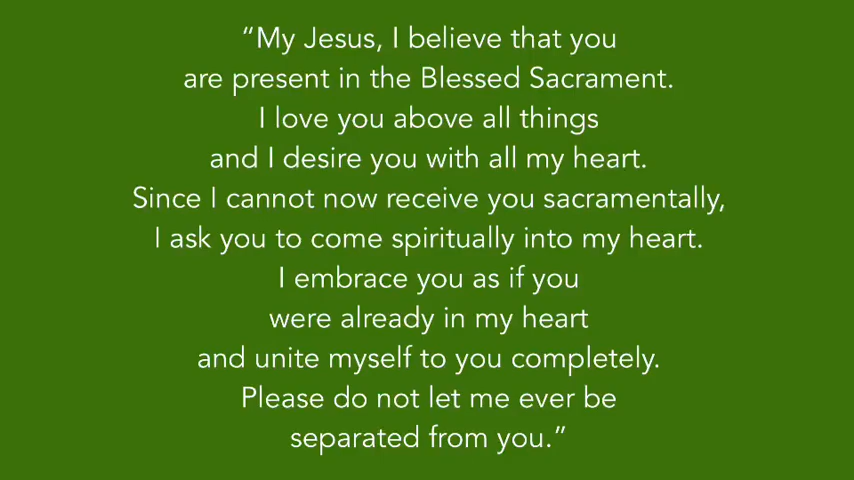 “My Jesus, I believe that you
are present in the Blessed Sacrament.
I love you above all things
and I desire you with all my heart.
Since I cannot now receive you sacramentally,
I ask you to come spiritually into my heart.
I embrace you as if you
were already in my heart
and unite myself to you completely.
Please do not let me ever be
separated from you.”